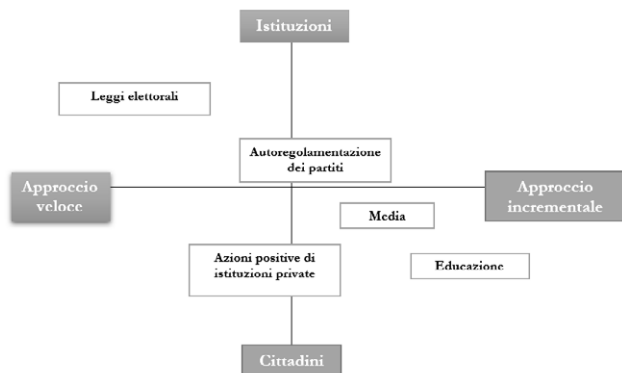 Istituzioni
Leggi elettorali
Autoregolamentazione
dei partiti
Approccio
veloce
Approccio
incrementale
Media
Azioni positive di
istituzioni private
Educazione
Cittadini